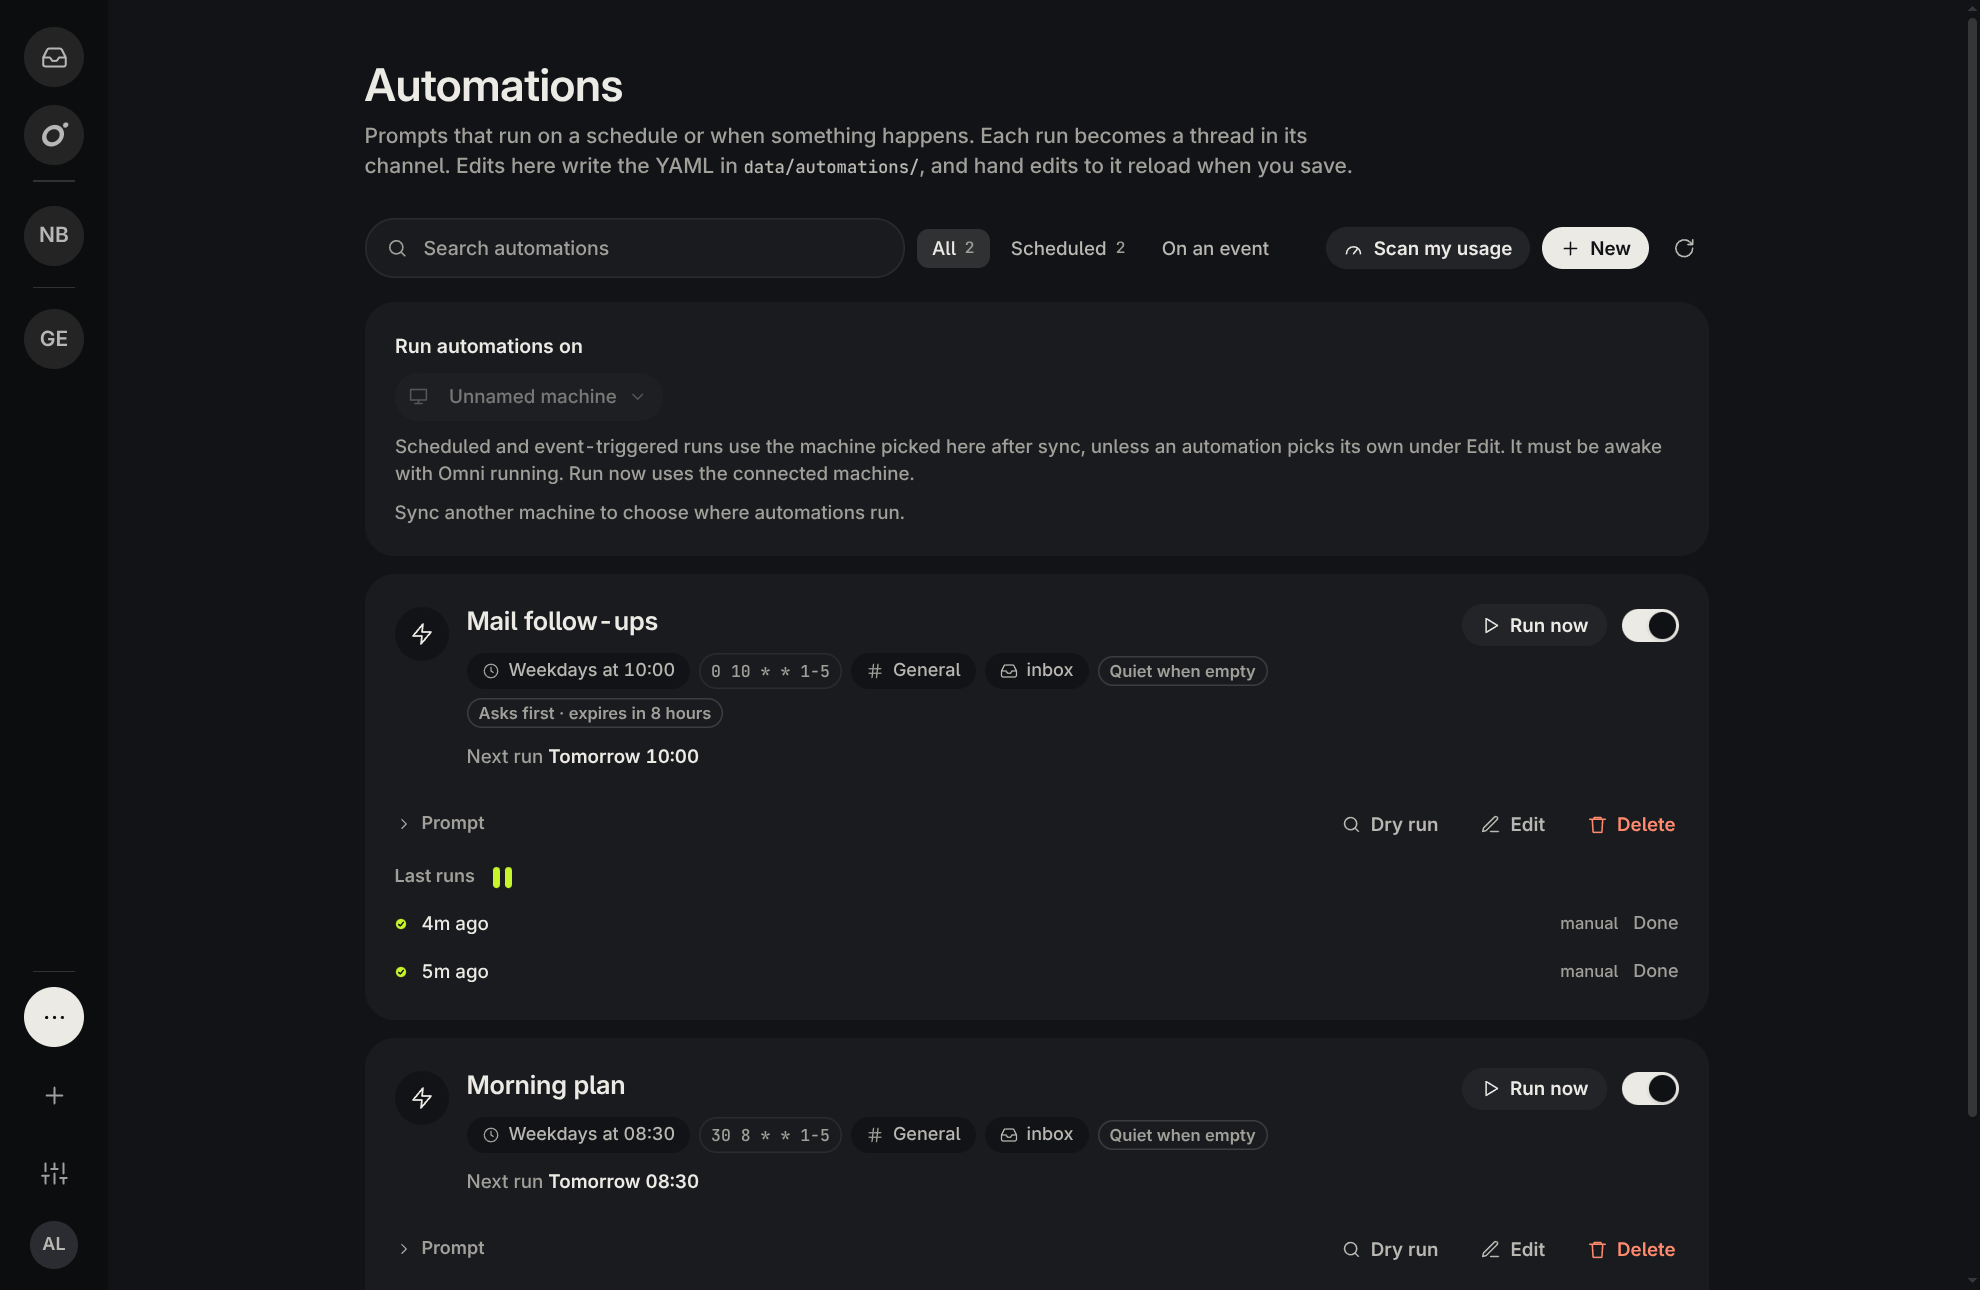 Automations
Prompts that run on a schedule or when something happens. Each run becomes a thread in its
channel. Edits here write the YAML in data/automations/, and hand edits to it reload when you save.
Search automations
All 2
Scheduled 2
On an event
Scan my usage
New
NB
GE
Run automations on
Unnamed machine
Scheduled and event-triggered runs use the machine picked here after sync, unless an automation picks its own under Edit. It must be awake
with Omni running. Run now uses the connected machine.
Sync another machine to choose where automations run.
Mail follow-ups
Run now
Weekdays at 10:00
0 10 * * 1-5
# General
inbox
Quiet when empty
Asks first · expires in 8 hours
Next run Tomorrow 10:00
Prompt
Dry run
Edit
Delete
Last runs
4m ago
manual Done
5m ago
manual Done
Morning plan
Run now
Weekdays at 08:30
30 8 * * 1-5
# General
inbox
Quiet when empty
Next run Tomorrow 08:30
Prompt
Dry run
Edit
Delete
AL